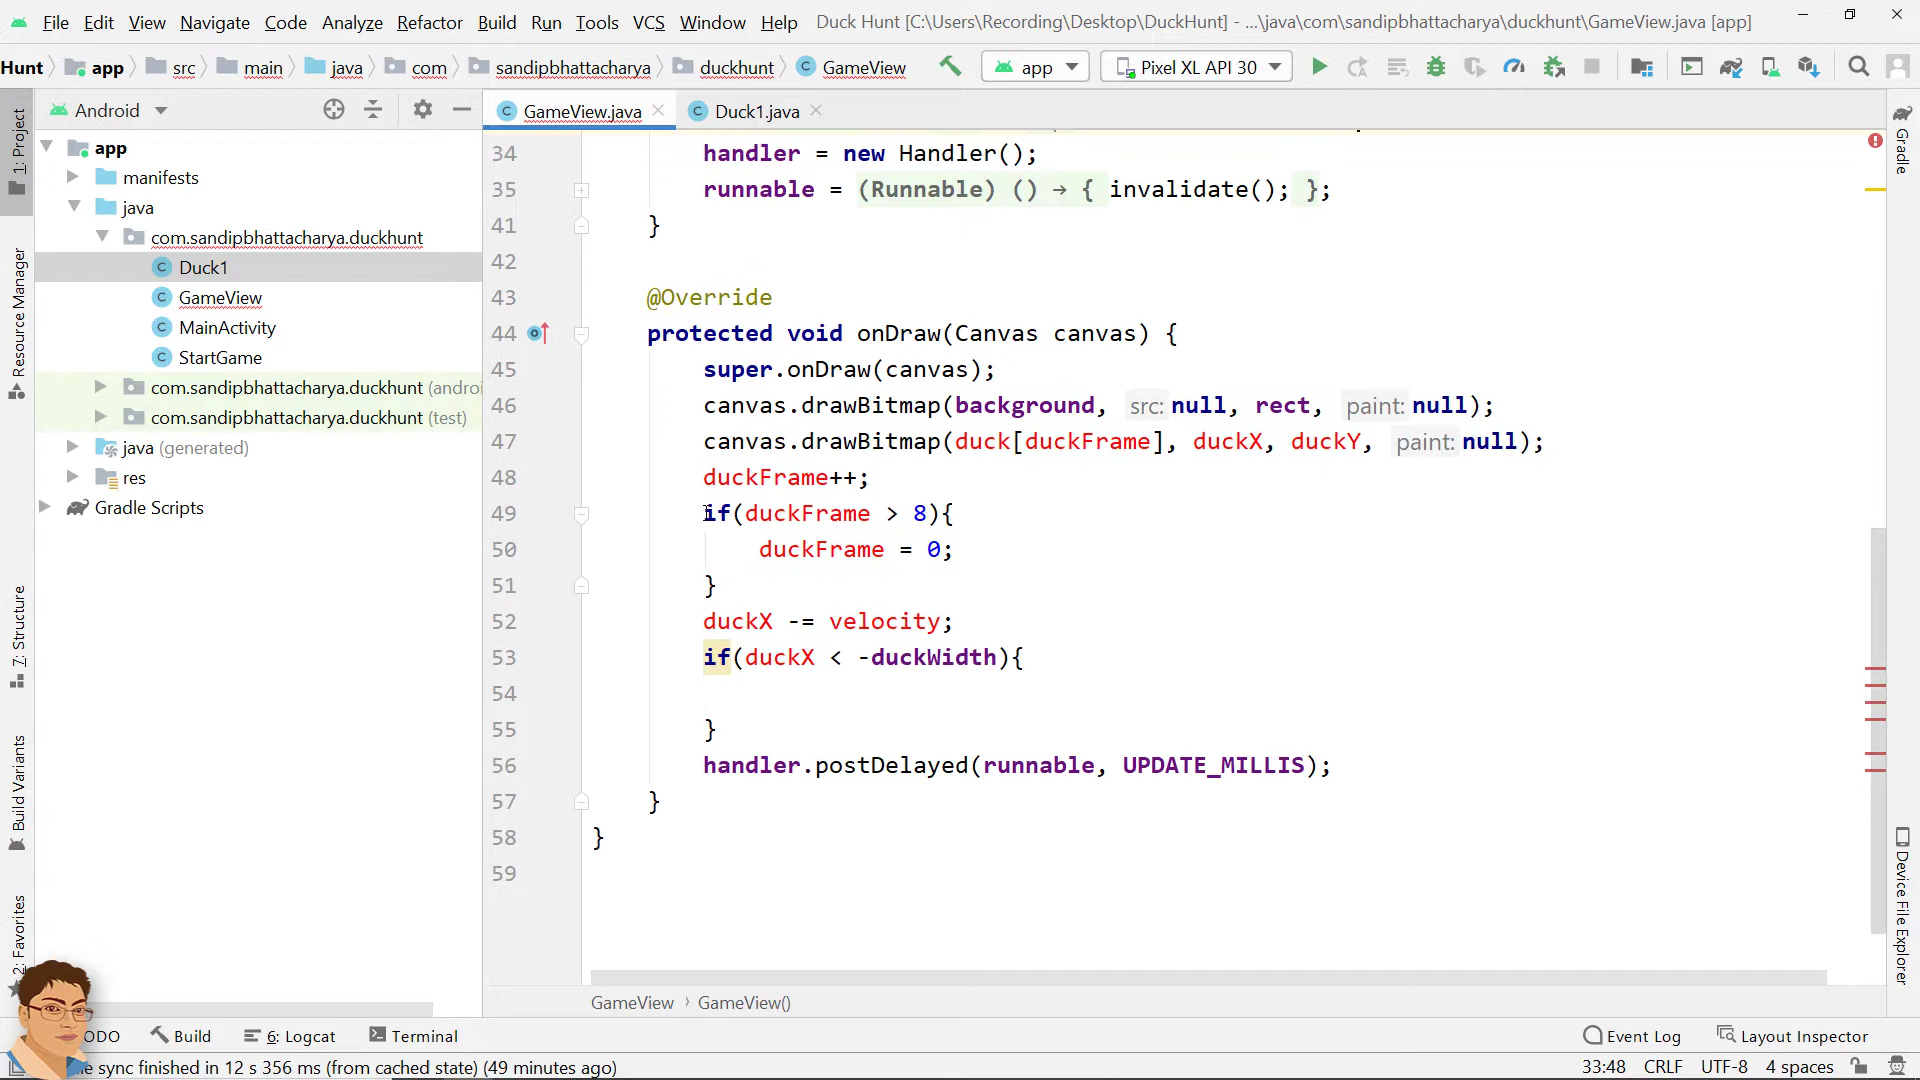 File Edit View Navigate Code Analyze Refactor Build Run Tools VCS Window Help Duck Hunt [C:\Users\Recording\Desktop\DuckHunt] - ...\java\com\sandipbhattacharya\duckhunt\GameView.java [app]
Hunt app src main java com sandipbhattacharya duckhunt GameView app Pixel XL API 30
Android
GameView.java Duck1.java
app
manifests
java
com.sandipbhattacharya.duckhunt
Duck1
GameView
MainActivity
StartGame
com.sandipbhattacharya.duckhunt (andro
com.sandipbhattacharya.duckhunt (test)
java (generated)
res
Gradle Scripts
34 handler = new Handler();
35 runnable = (Runnable) () → { invalidate(); };
41 }
42
43 @Override
44 protected void onDraw(Canvas canvas) {
45 super.onDraw(canvas);
46 canvas.drawBitmap(background, src: null, rect, paint: null);
47 canvas.drawBitmap(duck[duckFrame], duckX, duckY, paint: null);
48 duckFrame++;
49 if(duckFrame > 8){
50 duckFrame = 0;
51 }
52 duckX -= velocity;
53 if(duckX < -duckWidth){
54
55 }
56 handler.postDelayed(runnable, UPDATE_MILLIS);
57 }
58 }
59
GameView › GameView()
1: Project
Resource Manager
7: Structure
Build Variants
2: Favorites
Gradle
Device File Explorer
ODO Build 6: Logcat Terminal Event Log Layout Inspector
e sync finished in 12 s 356 ms (from cached state) (49 minutes ago) 33:48 CRLF UTF-8 4 spaces